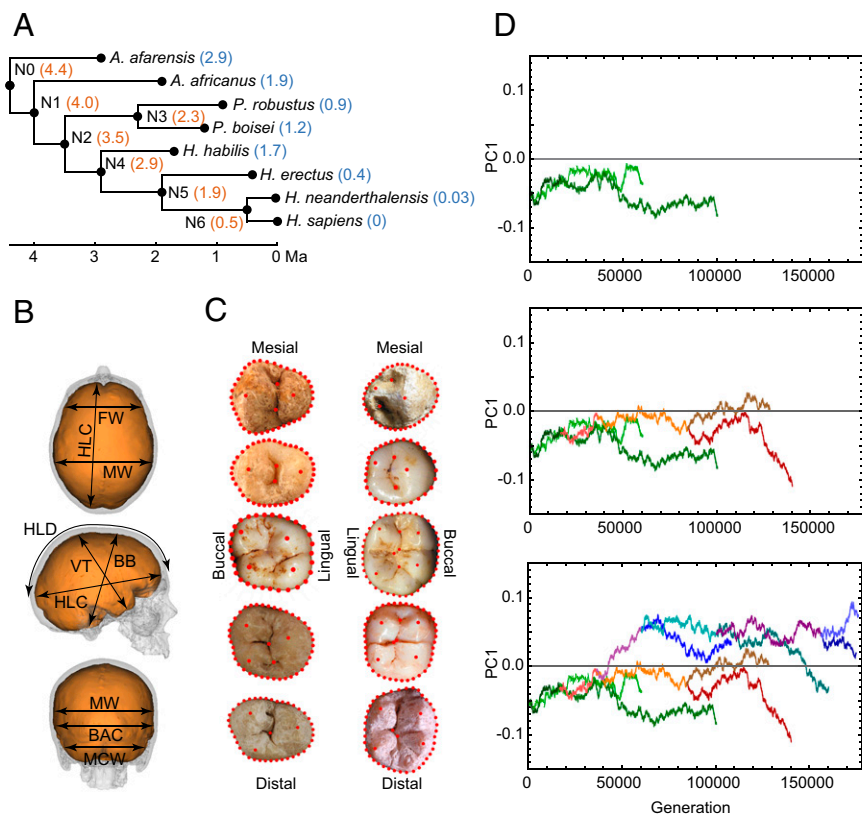 A
N0 (4.4)
A. afarensis (2.9)
N1 (4.0)
A. africanus (1.9)
N2 (3.5)
N3 (2.3)
P. robustus (0.9)
P. boisei (1.2)
N4 (2.9)
H. habilis (1.7)
N5 (1.9)
H. erectus (0.4)
N6 (0.5)
H. neanderthalensis (0.03)
H. sapiens (0)
4 3 2 1 0 Ma
B
FW
HLC
MW
HLD
VT
BB
HLC
MW
BAC
MCW
C
Mesial
Mesial
Buccal
Lingual
Lingual
Buccal
Distal
Distal
D
PC1
0.1
0.0
-0.1
0 50000 100000 150000
PC1
0.1
0.0
-0.1
0 50000 100000 150000
PC1
0.1
0.0
-0.1
0 50000 100000 150000
Generation